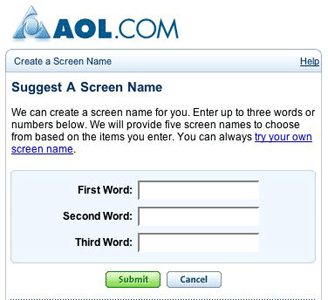 AOL.COM
Create a Screen Name Help
Suggest A Screen Name
We can create a screen name for you. Enter up to three words or
numbers below. We will provide five screen names to choose
from based on the items you enter. You can always try your own
screen name.
First Word:
Second Word:
Third Word:
Submit Cancel